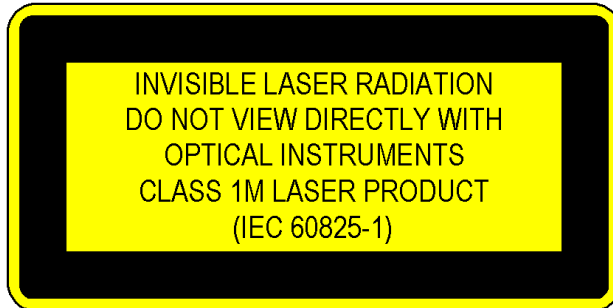 INVISIBLE LASER RADIATION
DO NOT VIEW DIRECTLY WITH
OPTICAL INSTRUMENTS
CLASS 1M LASER PRODUCT
(IEC 60825-1)